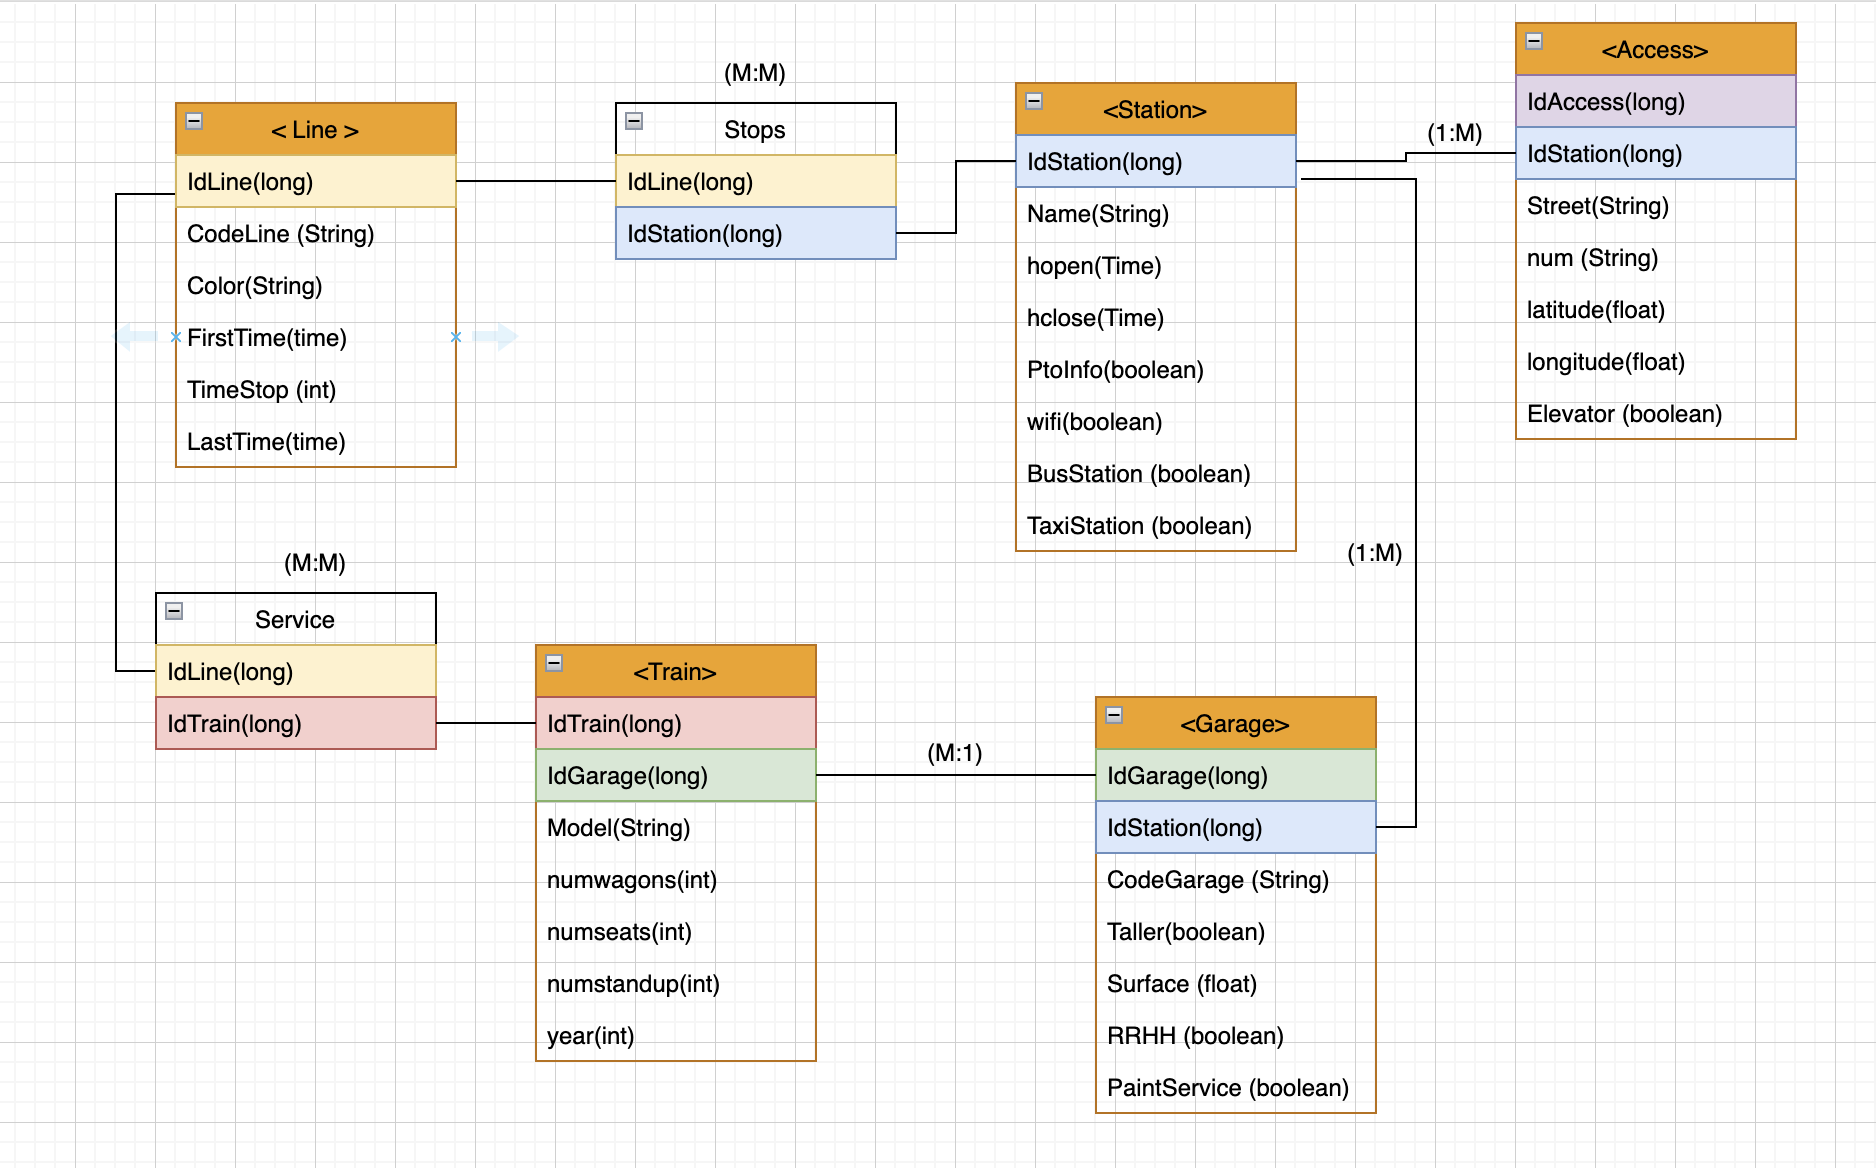 < Line >
IdLine(long)
CodeLine (String)
Color(String)
FirstTime(time)
TimeStop (int)
LastTime(time)
(M:M)
Stops
IdLine(long)
IdStation(long)
<Station>
IdStation(long)
Name(String)
hopen(Time)
hclose(Time)
PtoInfo(boolean)
wifi(boolean)
BusStation (boolean)
TaxiStation (boolean)
(1:M)
<Access>
IdAccess(long)
IdStation(long)
Street(String)
num (String)
latitude(float)
longitude(float)
Elevator (boolean)
(1:M)
(M:M)
Service
IdLine(long)
IdTrain(long)
<Train>
IdTrain(long)
IdGarage(long)
Model(String)
numwagons(int)
numseats(int)
numstandup(int)
year(int)
(M:1)
<Garage>
IdGarage(long)
IdStation(long)
CodeGarage (String)
Taller(boolean)
Surface (float)
RRHH (boolean)
PaintService (boolean)